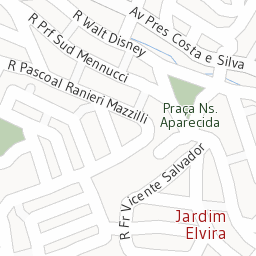 Av Pres Costa e Silva
R Walt Disney
R Prf Sud Mennucci
R Pascoal Ranieri Mazzilli
Praça Ns.
Aparecida
R Fr Vicente Salvador
Jardim
Elvira